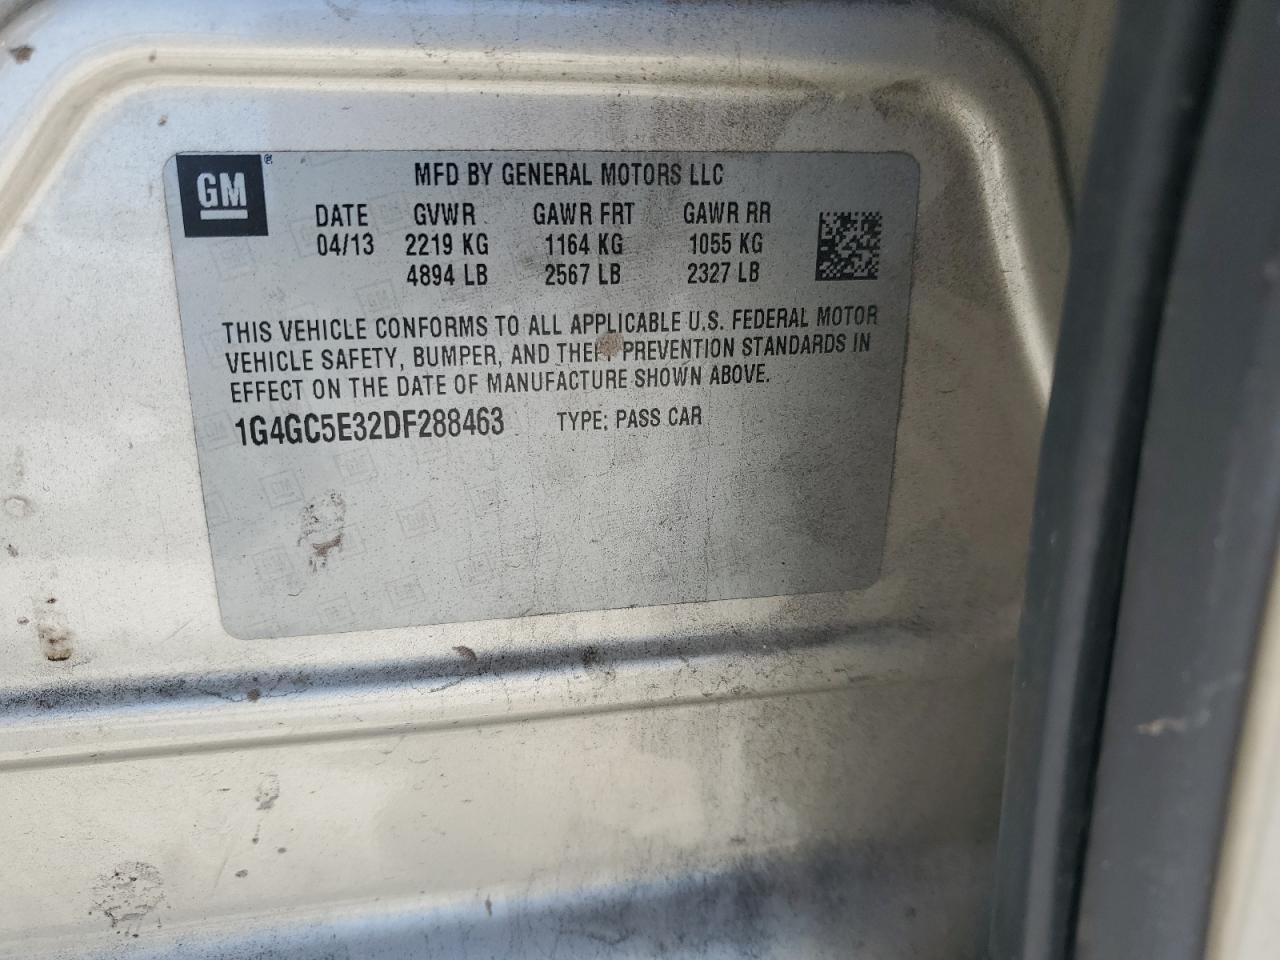 GM
MFD BY GENERAL MOTORS LLC
DATE GVWR GAWR FRT GAWR RR
04/13 2219 KG 1164 KG 1055 KG
4894 LB 2567 LB 2327 LB
THIS VEHICLE CONFORMS TO ALL APPLICABLE U.S. FEDERAL MOTOR
VEHICLE SAFETY, BUMPER, AND THEFT PREVENTION STANDARDS IN
EFFECT ON THE DATE OF MANUFACTURE SHOWN ABOVE.
1G4GC5E32DF288463 TYPE: PASS CAR